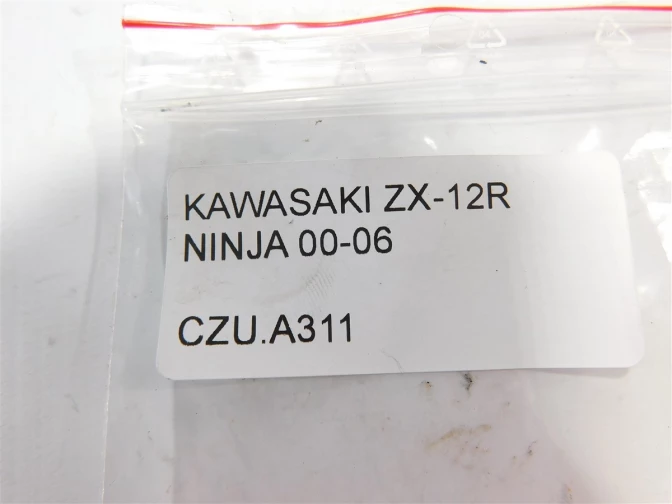 KAWASAKI ZX-12R
NINJA 00-06
CZU.A311